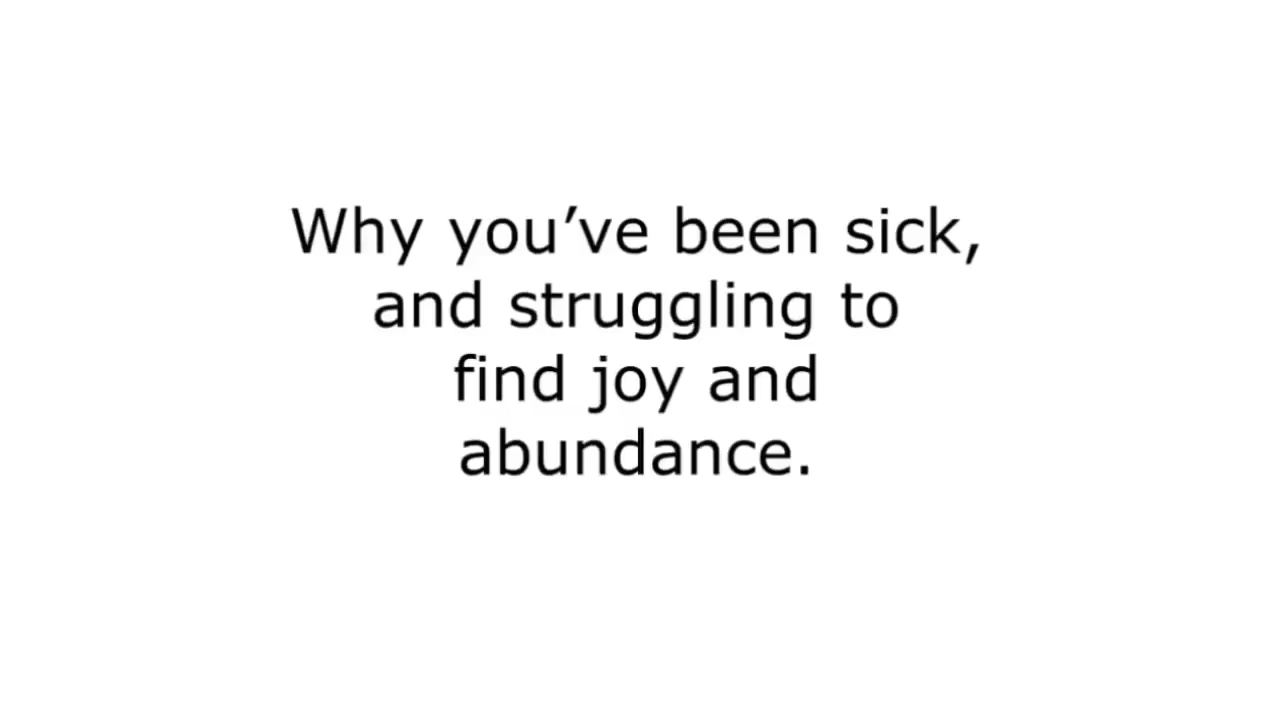 Why you’ve been sick,
and struggling to
find joy and
abundance.